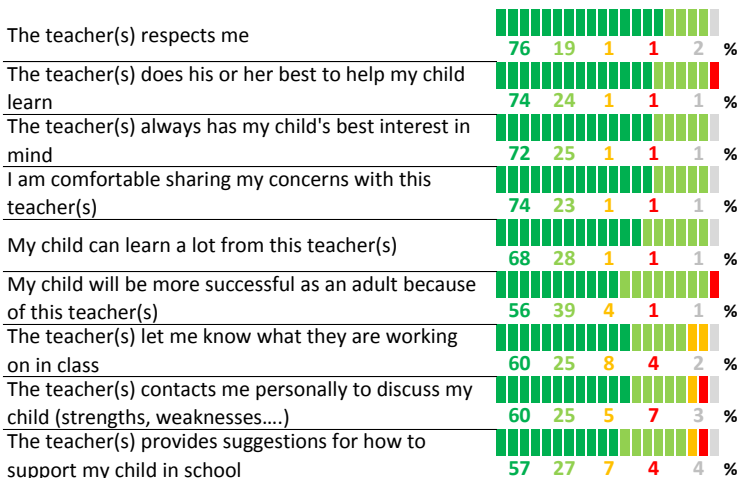 The teacher(s) respects me
76 19 1 1 2 %
The teacher(s) does his or her best to help my child
learn
74 24 1 1 1 %
The teacher(s) always has my child's best interest in
mind
72 25 1 1 1 %
I am comfortable sharing my concerns with this
teacher(s)
74 23 1 1 1 %
My child can learn a lot from this teacher(s)
68 28 1 1 1 %
My child will be more successful as an adult because
of this teacher(s)
56 39 4 1 1 %
The teacher(s) let me know what they are working
on in class
60 25 8 4 2 %
The teacher(s) contacts me personally to discuss my
child (strengths, weaknesses....)
60 25 5 7 3 %
The teacher(s) provides suggestions for how to
support my child in school
57 27 7 4 4 %